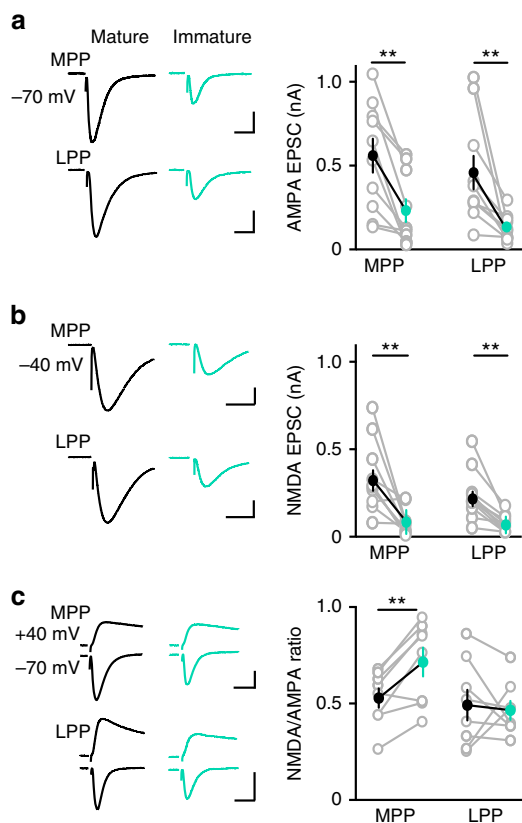 a
Mature Immature
MPP
–70 mV
LPP
AMPA EPSC (nA)
1.0
0.5
0
** **
MPP LPP
b
MPP
–40 mV
LPP
NMDA EPSC (nA)
1.0
0.5
0
** **
MPP LPP
c
MPP
+40 mV
–70 mV
LPP
NMDA/AMPA ratio
1.0
0.5
0.0
**
MPP LPP